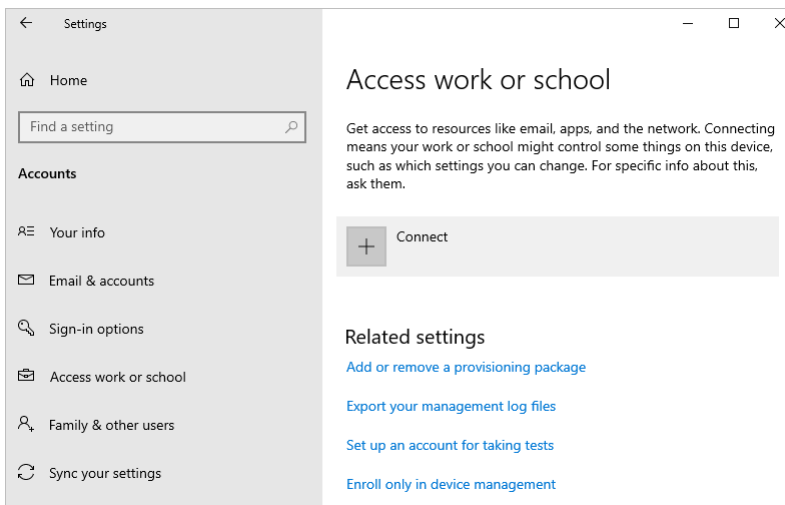 Settings
Home
Find a setting
Accounts
Your info
Email & accounts
Sign-in options
Access work or school
Family & other users
Sync your settings
Access work or school
Get access to resources like email, apps, and the network. Connecting
means your work or school might control some things on this device,
such as which settings you can change. For specific info about this,
ask them.
Connect
Related settings
Add or remove a provisioning package
Export your management log files
Set up an account for taking tests
Enroll only in device management